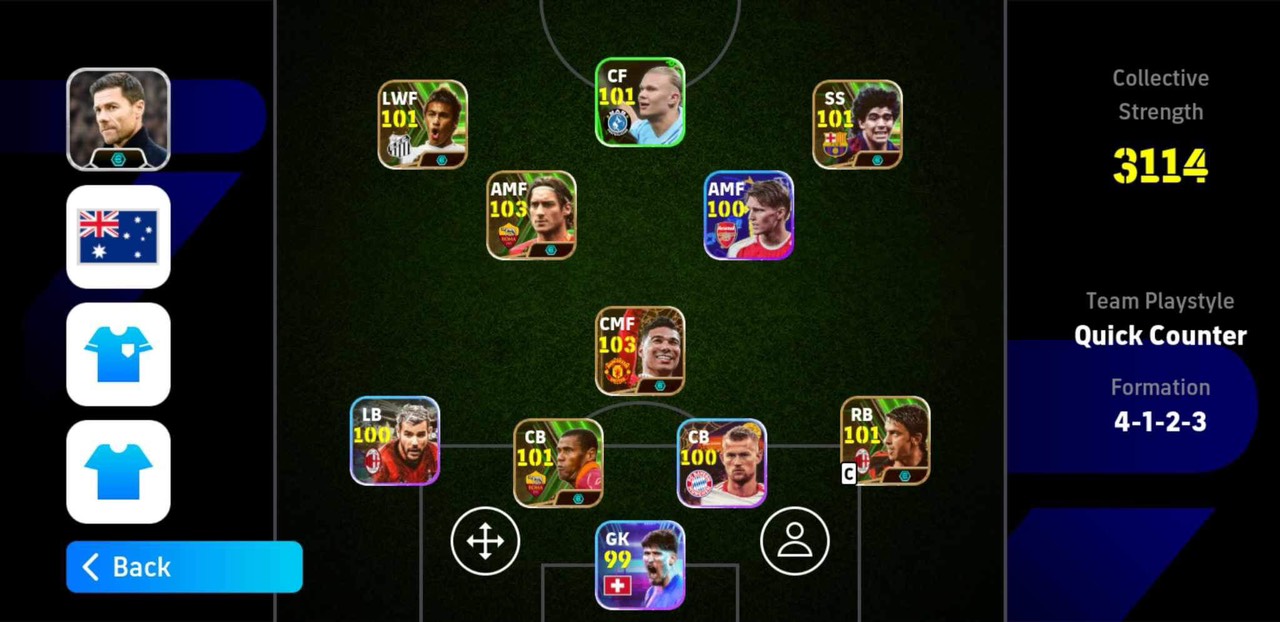 CF
101
LWF
101
SS
101
AMF
103
AMF
100
CMF
103
LB
100
CB
101
CB
100
RB
101
C
GK
99
Back
Collective
Strength
3114
Team Playstyle
Quick Counter
Formation
4-1-2-3